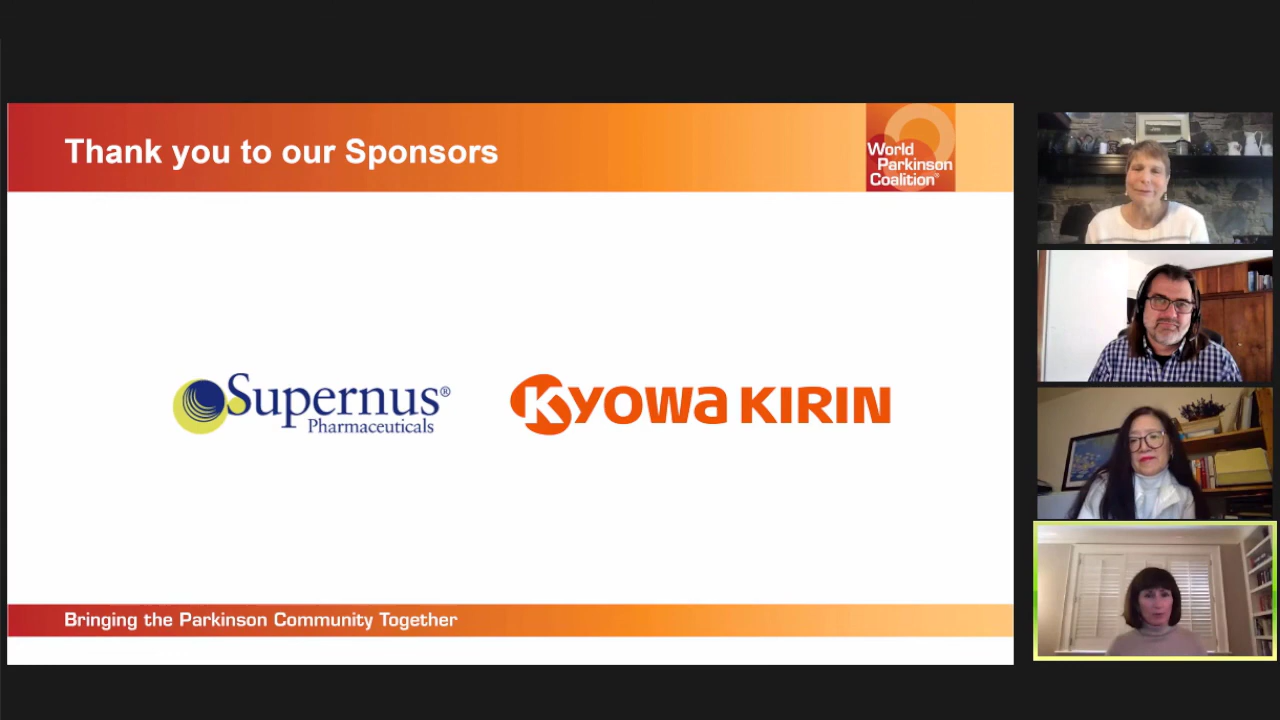 Thank you to our Sponsors
World
Parkinson
Coalition®
Supernus®
Pharmaceuticals
KYOWA KIRIN
Bringing the Parkinson Community Together